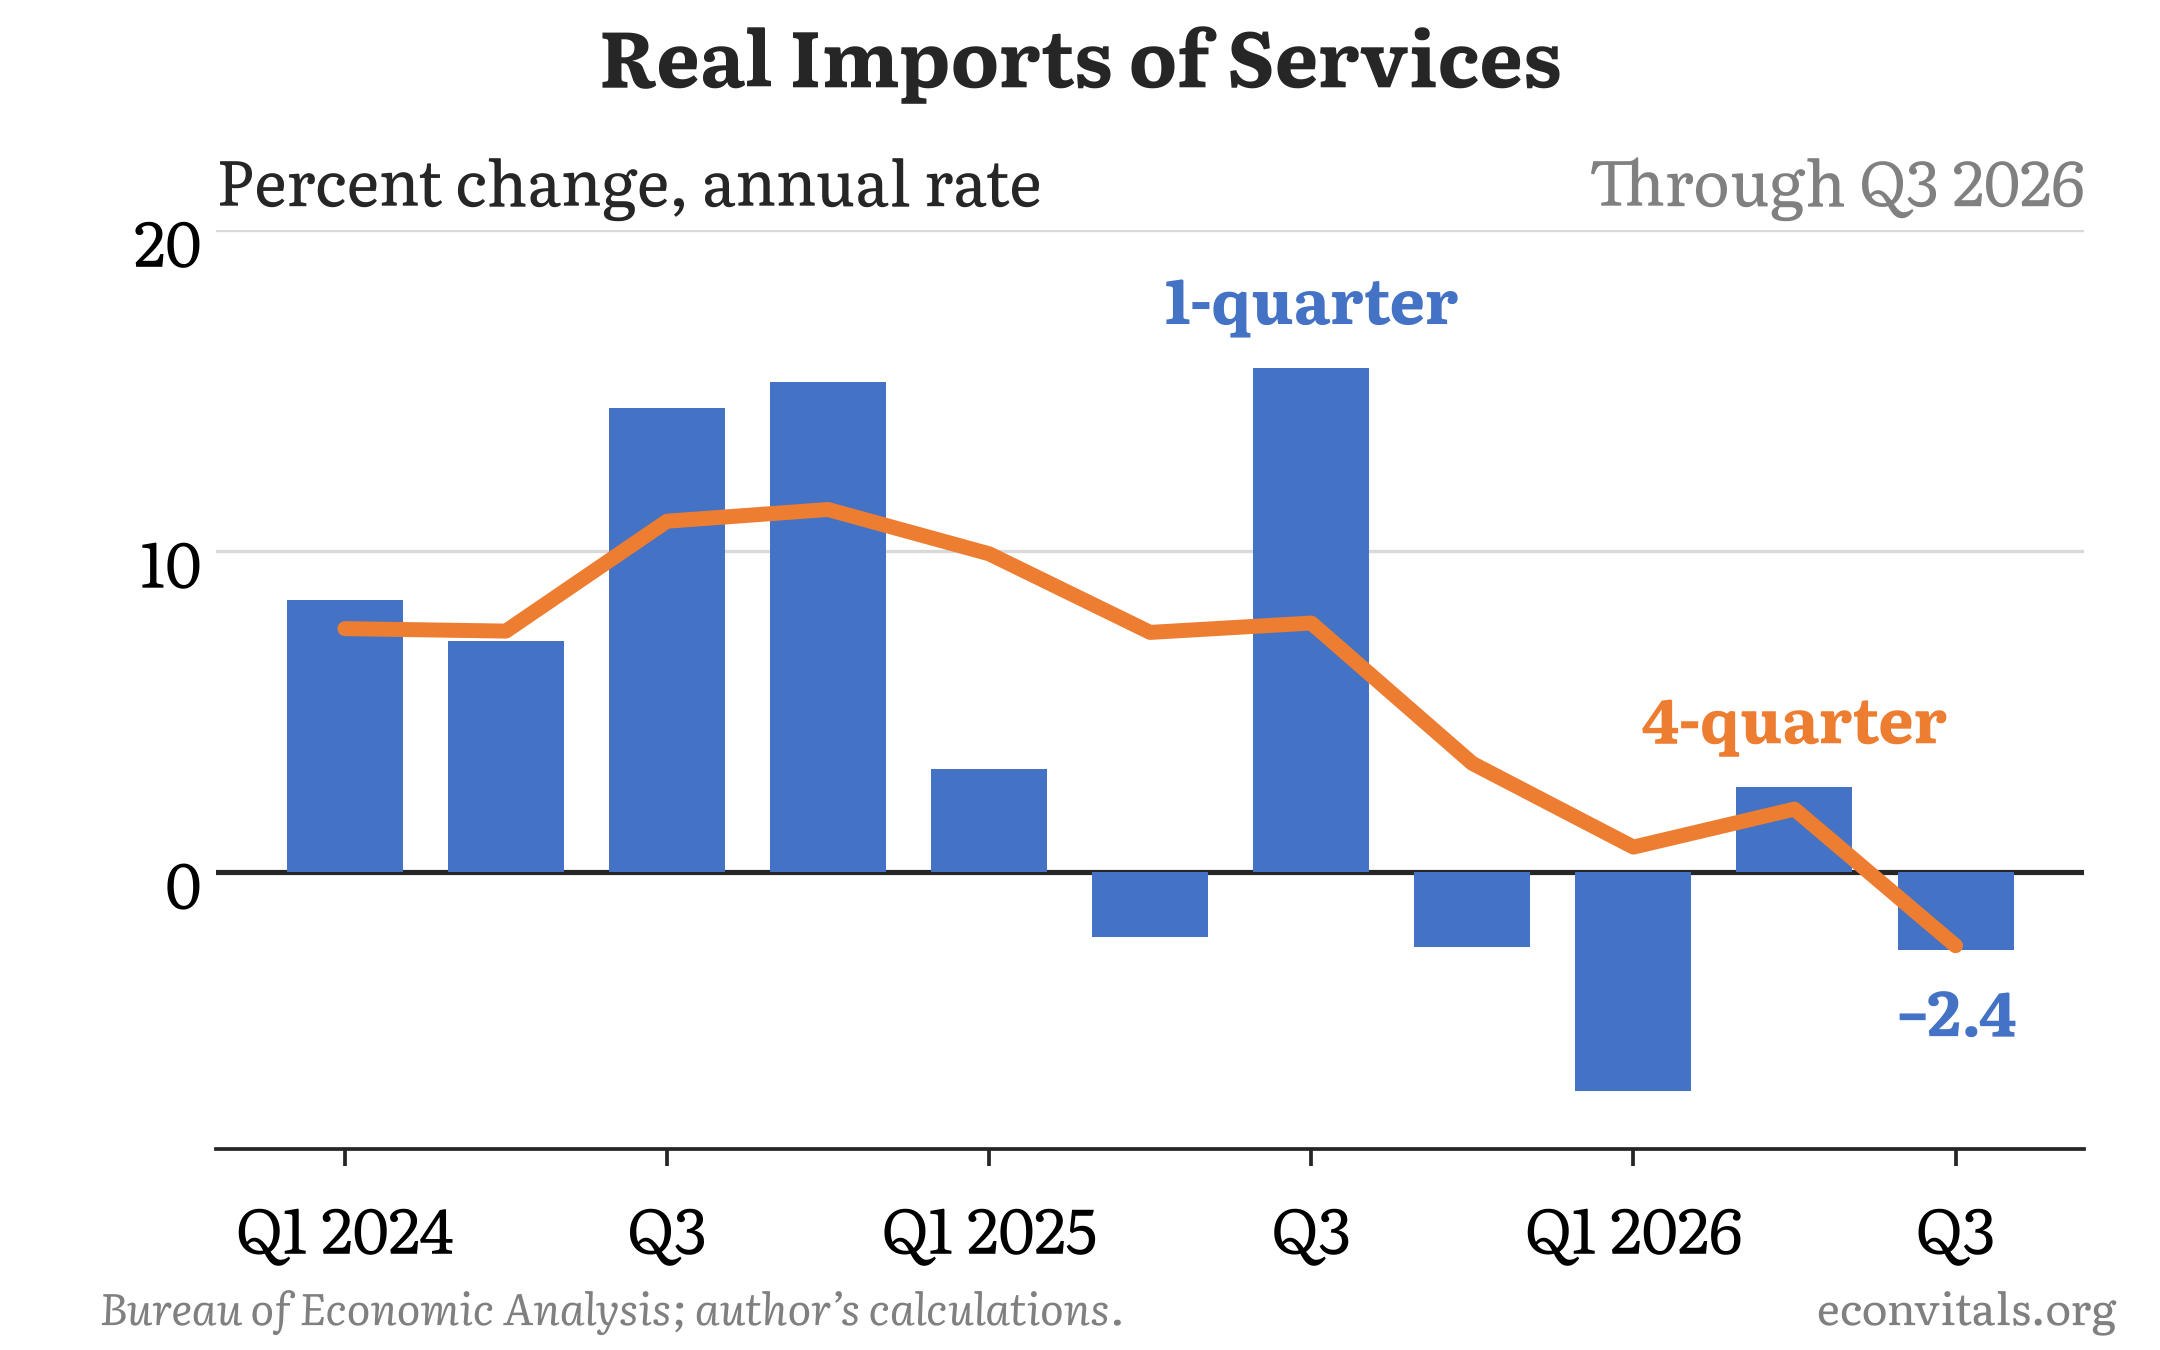 Real Imports of Services
Percent change, annual rate
Through Q3 2026
20
1-quarter
10
4-quarter
0
–2.4
Q1 2024
Q3
Q1 2025
Q3
Q1 2026
Q3
Bureau of Economic Analysis; author’s calculations.
econvitals.org